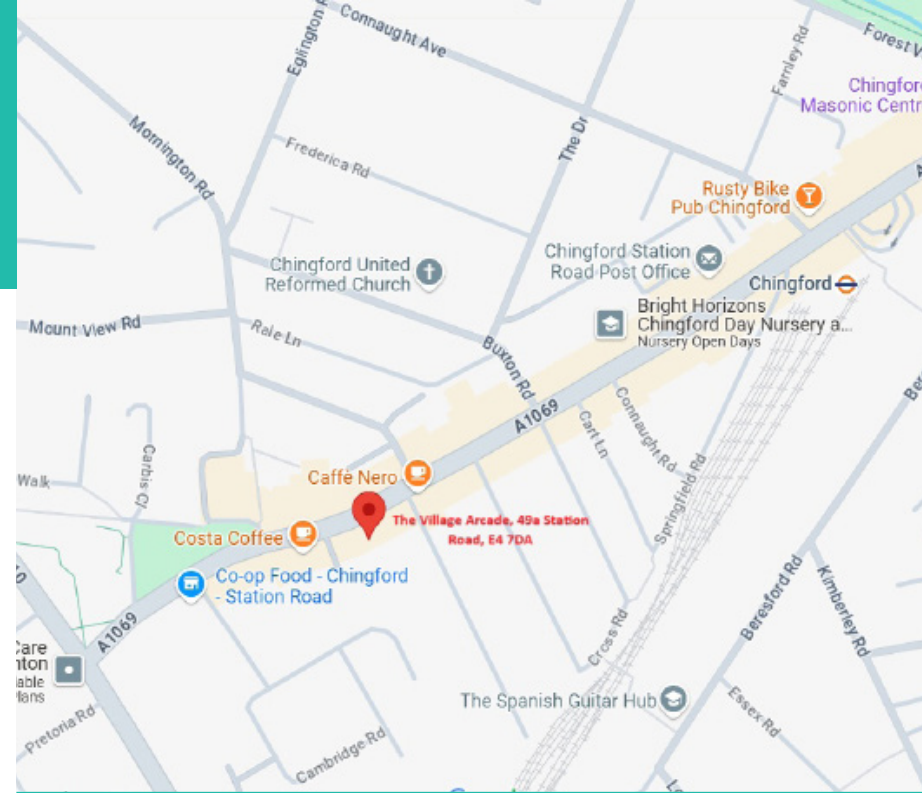 Connaught Ave
Forest V
Eglington R
Farnley Rd
Chingfor
Masonic Centr
Mornington Rd
The Dr
Frederica Rd
Rusty Bike
Pub Chingford
Chingford Station
Road Post Office
Chingford United
Reformed Church
Chingford
Bright Horizons
Chingford Day Nursery a...
Nursery Open Days
Mount View Rd
Rale Ln
Buxton Rd
Be
A1069
Cart Ln
Connaught Rd
Carbis Cl
Walk
Caffè Nero
Springfield Rd
The Village Arcade, 49a Station
Road, E4 7DA
Costa Coffee
Co-op Food - Chingford
- Station Road
A1069
Beresford Rd
Kimberley Rd
Cross Rd
Care
nton
able
Plans
The Spanish Guitar Hub
Essex Rd
Pretoria Rd
Cambridge Rd